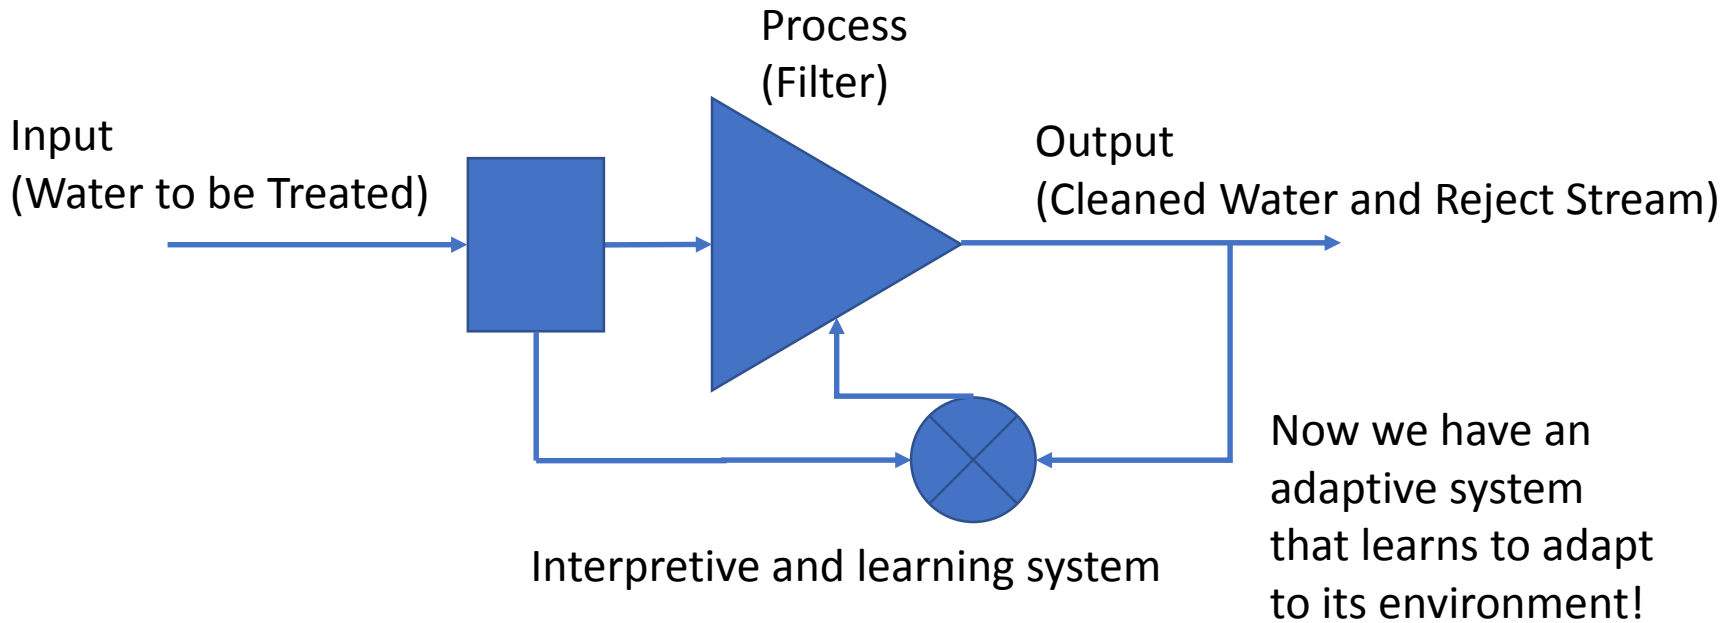 Process
(Filter)
Input
(Water to be Treated)
Output
(Cleaned Water and Reject Stream)
Interpretive and learning system
Now we have an
adaptive system
that learns to adapt
to its environment!